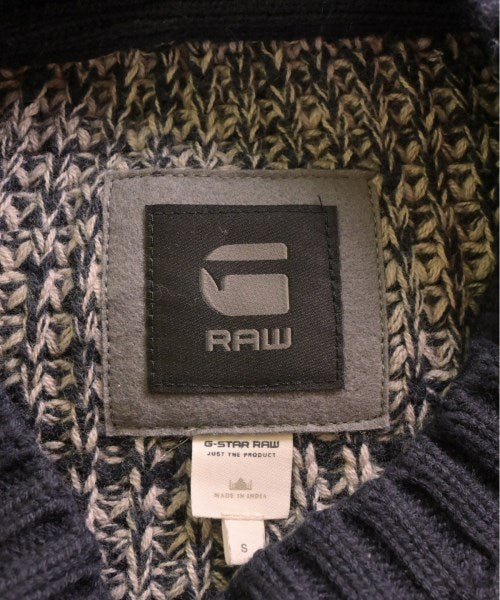 G
RAW
G-STAR RAW
JUST THE PRODUCT
MADE IN INDIA
S